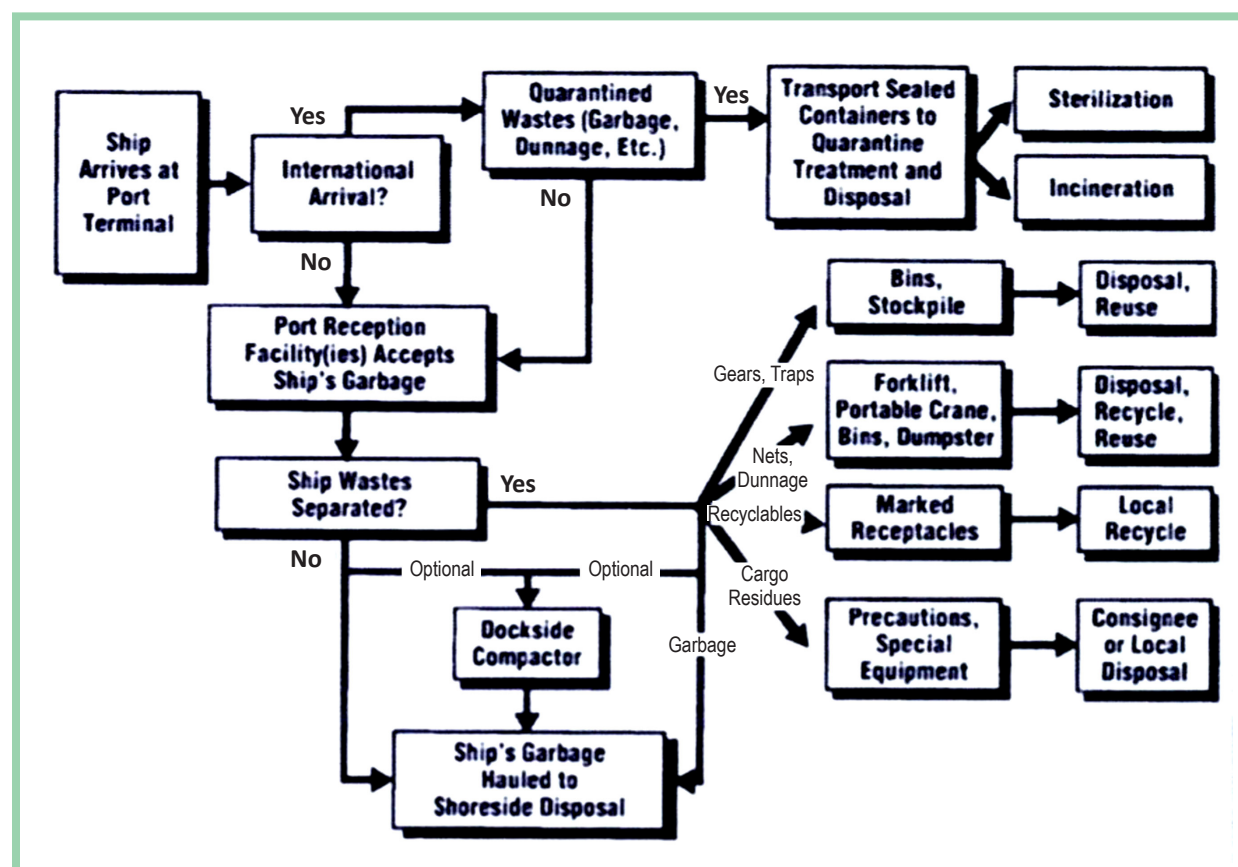 Ship
Arrives at
Port
Terminal
Yes
International
Arrival?
No
Quarantined
Wastes (Garbage,
Dunnage, Etc.)
Yes
No
Transport Sealed
Containers to
Quarantine
Treatment and
Disposal
Sterilization
Incineration
Port Reception
Facility(ies) Accepts
Ship's Garbage
Ship Wastes
Separated?
Yes
No
Gears, Traps
Bins,
Stockpile
Disposal,
Reuse
Nets,
Dunnage
Forklift,
Portable Crane,
Bins, Dumpster
Disposal,
Recycle,
Reuse
Recyclables
Marked
Receptacles
Local
Recycle
Cargo
Residues
Precautions,
Special
Equipment
Consignee
or Local
Disposal
Optional
Optional
Dockside
Compactor
Garbage
Ship's Garbage
Hauled to
Shoreside Disposal